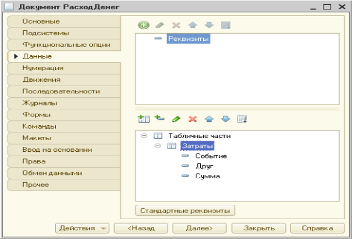 Документ РасходДенег
Основные
Подсистемы
Функциональные опции
Данные
Нумерация
Движения
Последовательности
Журналы
Формы
Команды
Макеты
Ввод на основании
Права
Обмен данными
Прочее
Реквизиты
Табличные части
Затраты
Событие
Друг
Сумма
Стандартные реквизиты
Действия
<Назад
Далее>
Закрыть
Справка